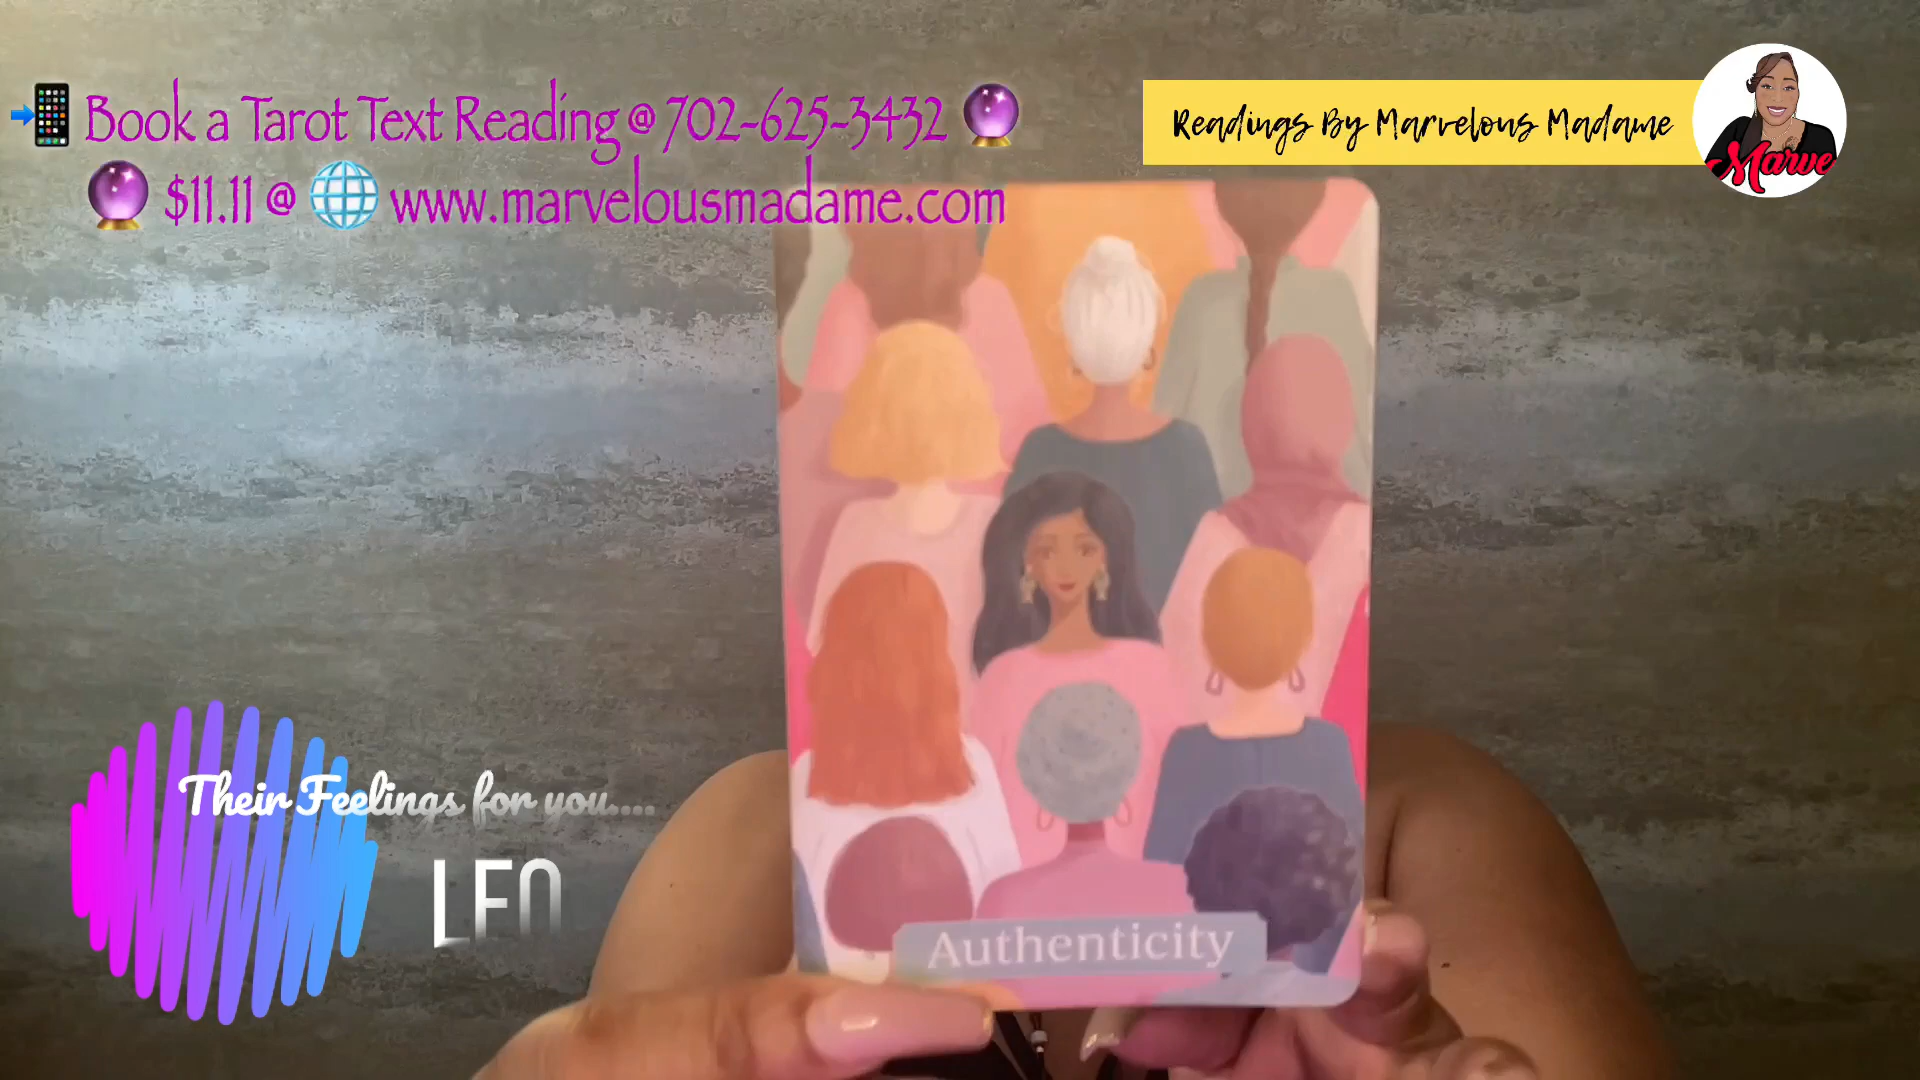 Book a Tarot Text Reading @ 702-625-3432
$11.11 @ www.marvelousmadame.com
Readings By Marvelous Madame
Marve
Their Feelings for you....
LEO
Authenticity